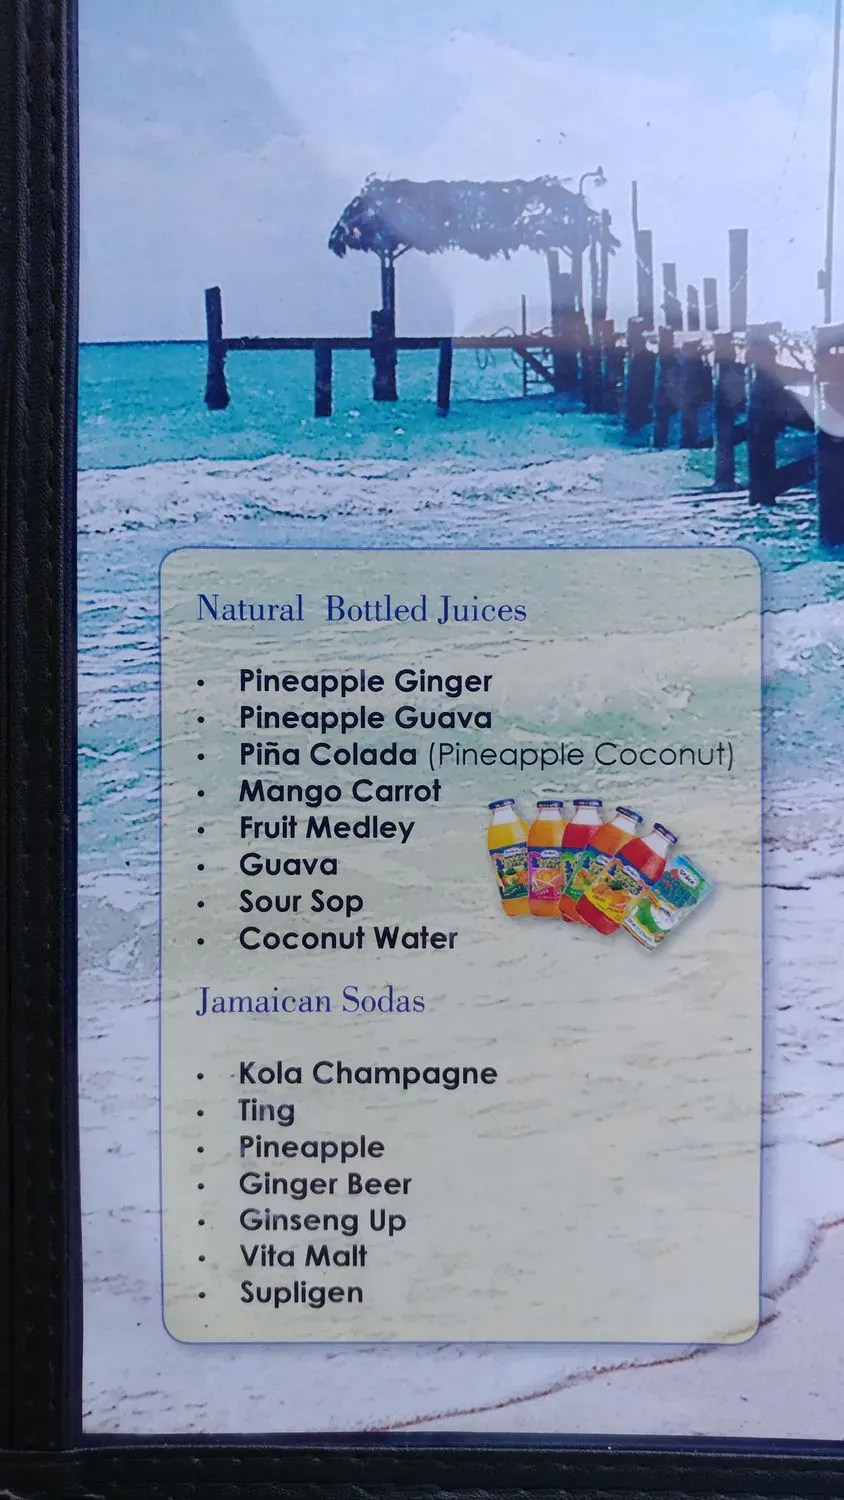 Natural Bottled Juices
• Pineapple Ginger
• Pineapple Guava
• Piña Colada (Pineapple Coconut)
• Mango Carrot
• Fruit Medley
• Guava
• Sour Sop
• Coconut Water
Jamaican Sodas
• Kola Champagne
• Ting
• Pineapple
• Ginger Beer
• Ginseng Up
• Vita Malt
• Supligen